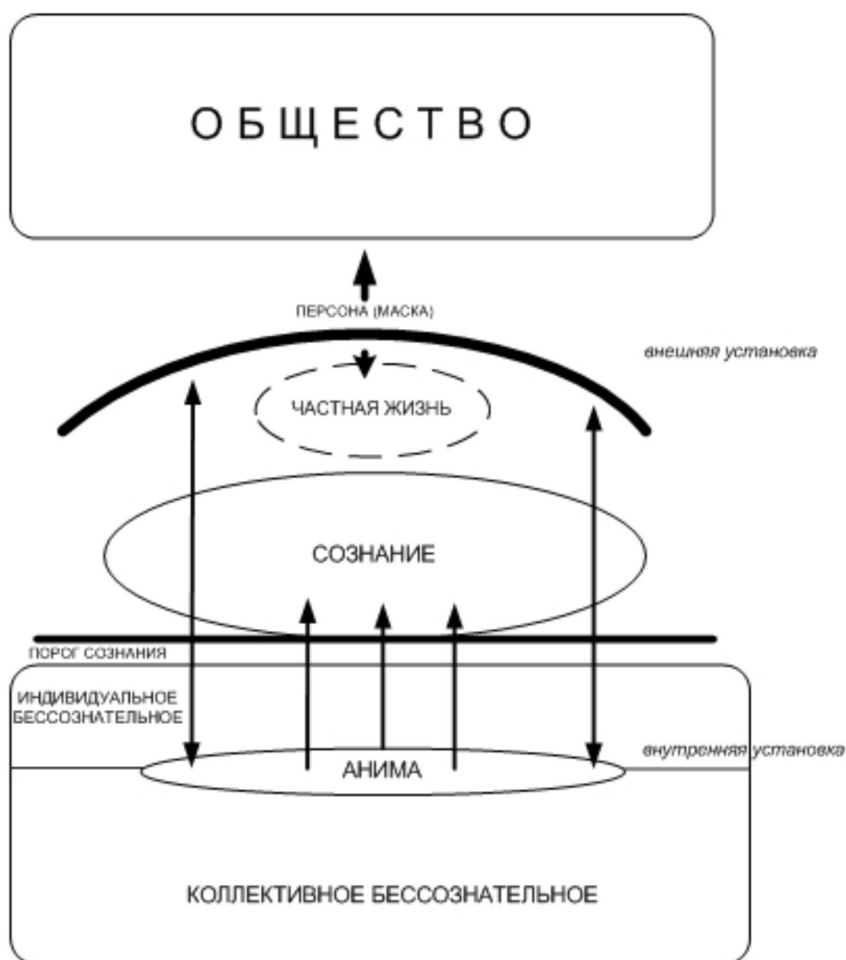 ОБЩЕСТВО
ПЕРСОНА (МАСКА)
внешняя установка
ЧАСТНАЯ ЖИЗНЬ
СОЗНАНИЕ
ПОРОГ СОЗНАНИЯ
ИНДИВИДУАЛЬНОЕ
БЕССОЗНАТЕЛЬНОЕ
внутренняя установка
АНИМА
КОЛЛЕКТИВНОЕ БЕССОЗНАТЕЛЬНОЕ